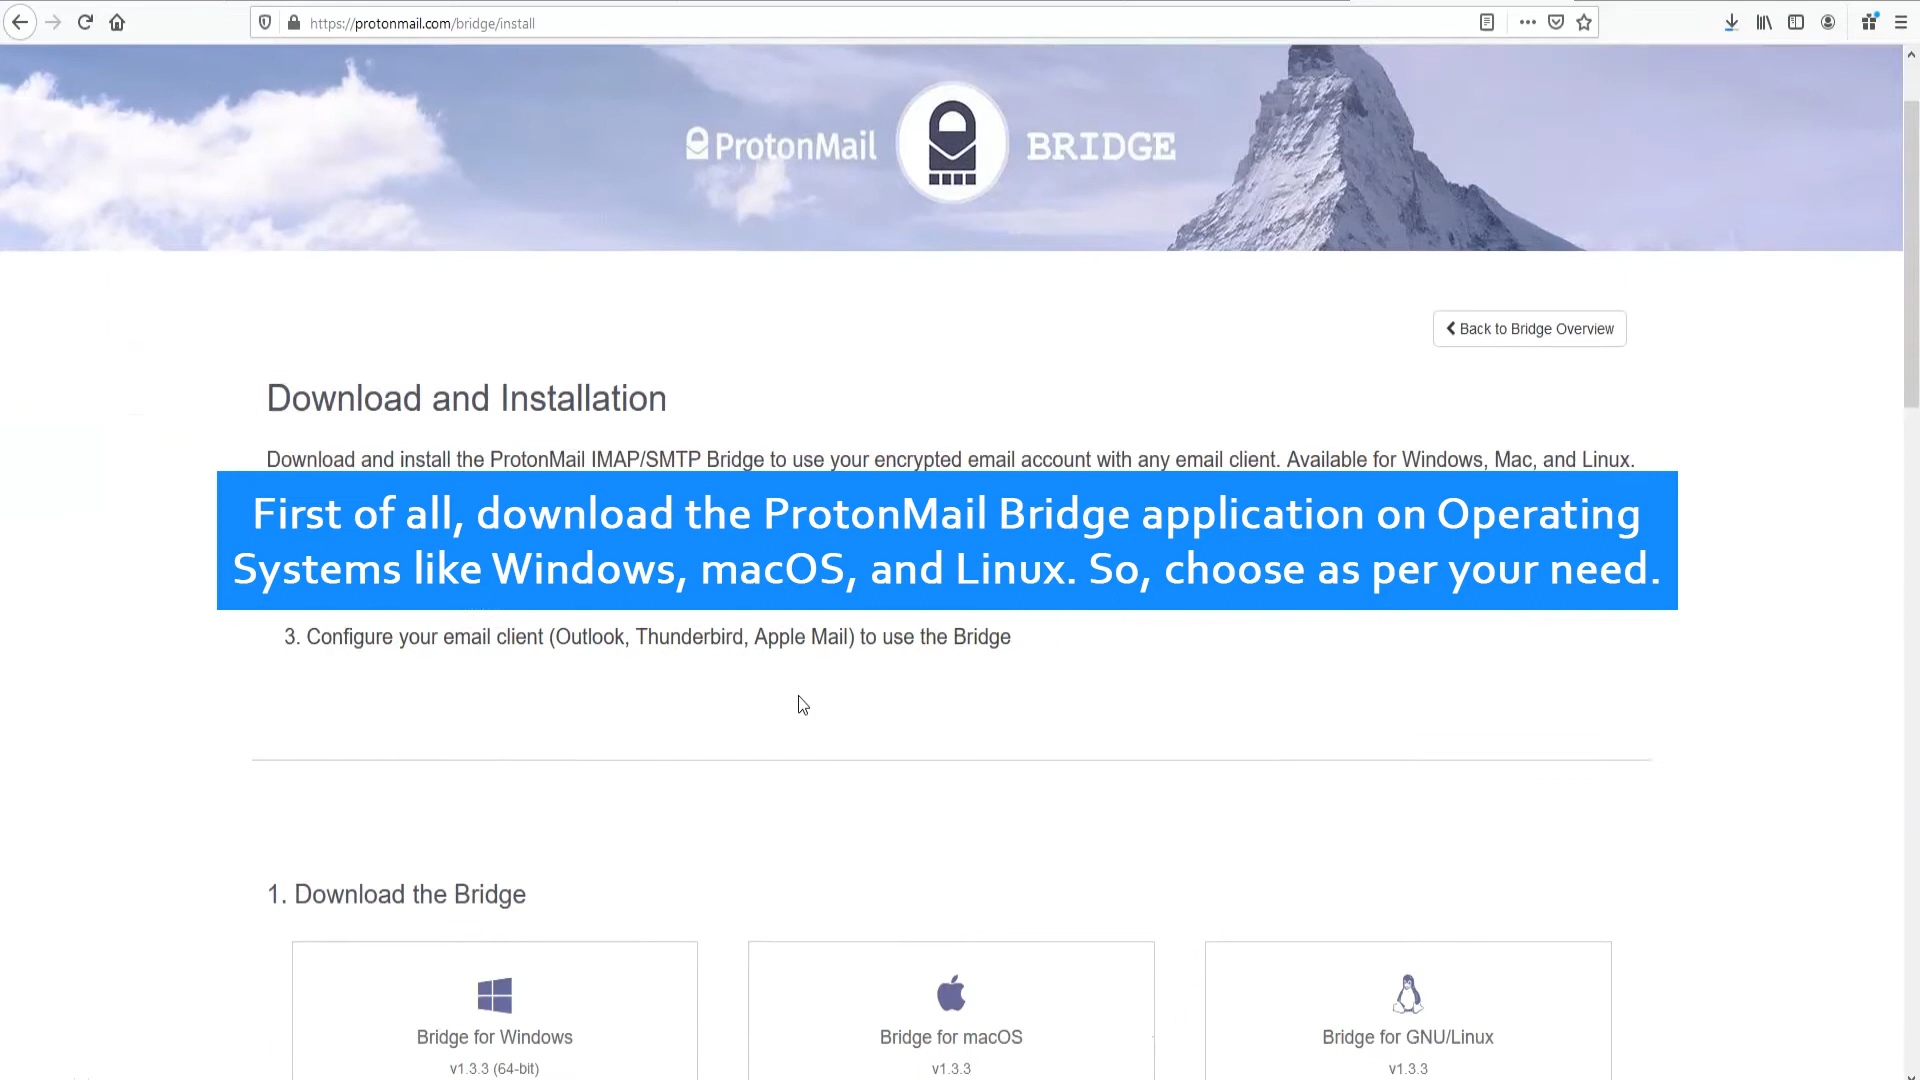 https://protonmail.com/bridge/install
ProtonMail BRIDGE
Back to Bridge Overview
Download and Installation
Download and install the ProtonMail IMAP/SMTP Bridge to use your encrypted email account with any email client. Available for Windows, Mac, and Linux.
First of all, download the ProtonMail Bridge application on Operating
Systems like Windows, macOS, and Linux. So, choose as per your need.
3. Configure your email client (Outlook, Thunderbird, Apple Mail) to use the Bridge
1. Download the Bridge
Bridge for Windows
v1.3.3 (64-bit)
Bridge for macOS
v1.3.3
Bridge for GNU/Linux
v1.3.3